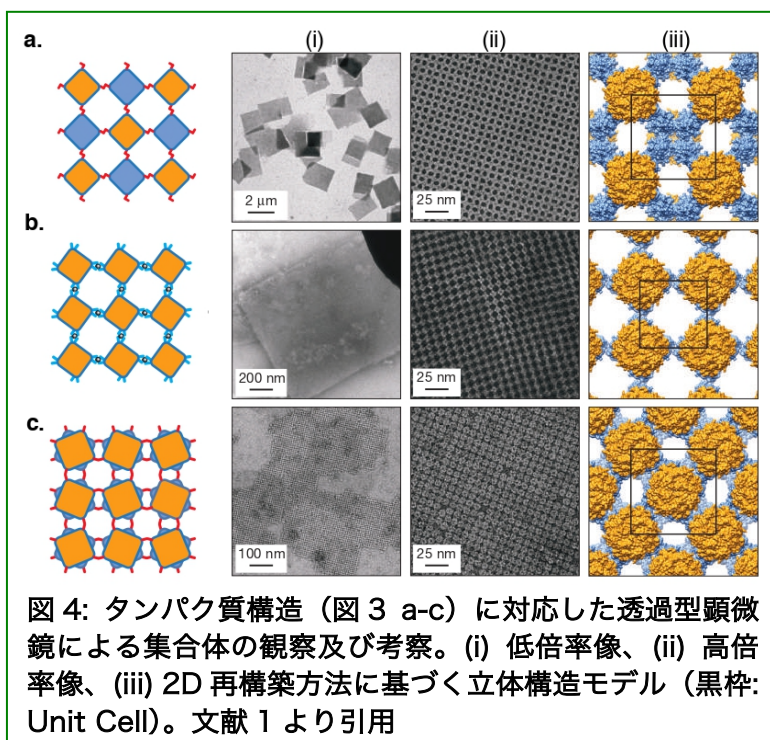 a.
(i)
(ii)
(iii)
2 μm
25 nm
b.
200 nm
25 nm
c.
100 nm
25 nm
図 4: タンパク質構造（図 3 a-c）に対応した透過型顕微
鏡による集合体の観察及び考察。(i) 低倍率像、(ii) 高倍
率像、(iii) 2D 再構築方法に基づく立体構造モデル（黒枠:
Unit Cell）。文献 1 より引用